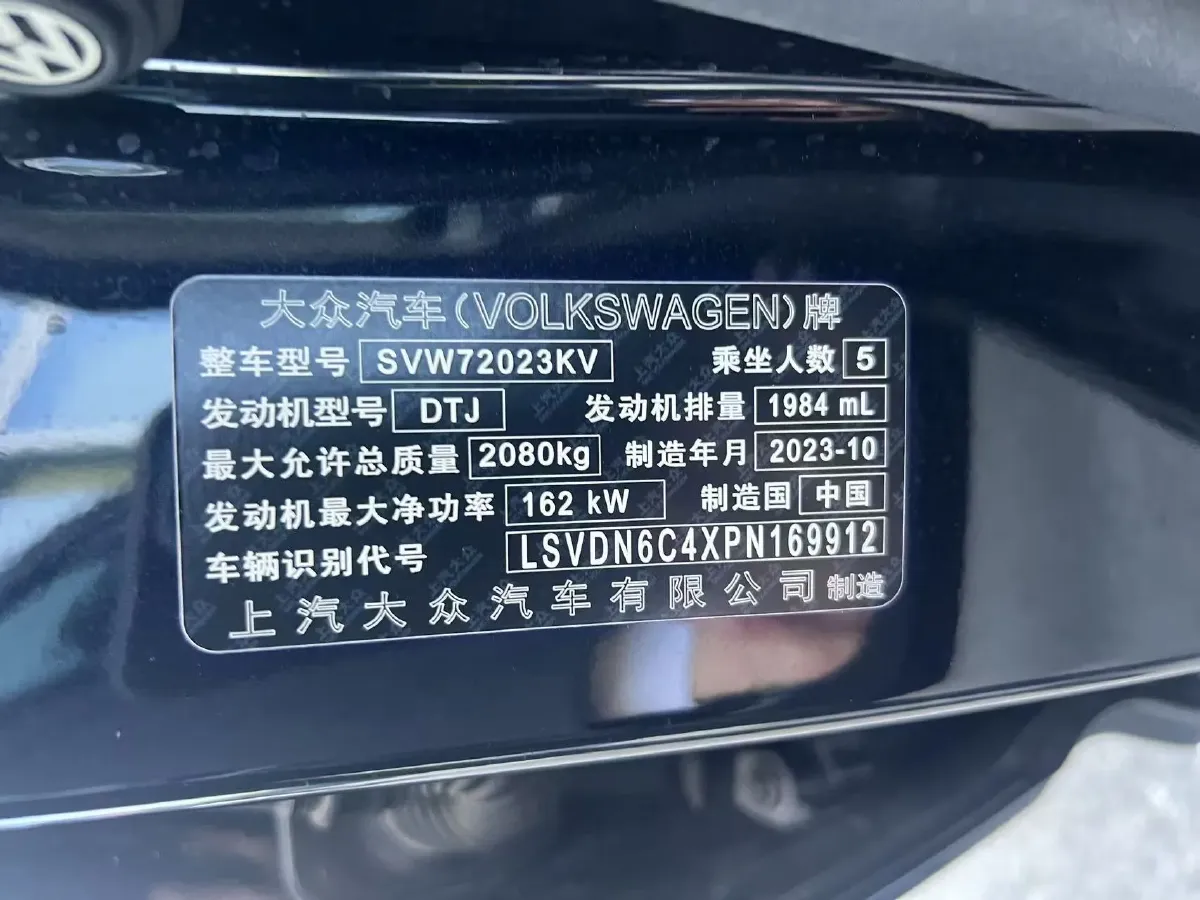 大众汽车(VOLKSWAGEN)牌
整车型号 SVW72023KV 乘坐人数 5
发动机型号 DTJ 发动机排量 1984 mL
最大允许总质量 2080kg 制造年月 2023-10
发动机最大净功率 162 kW 制造国 中国
车辆识别代号 LSVDN6C4XPN169912
上汽大众汽车有限公司 制造